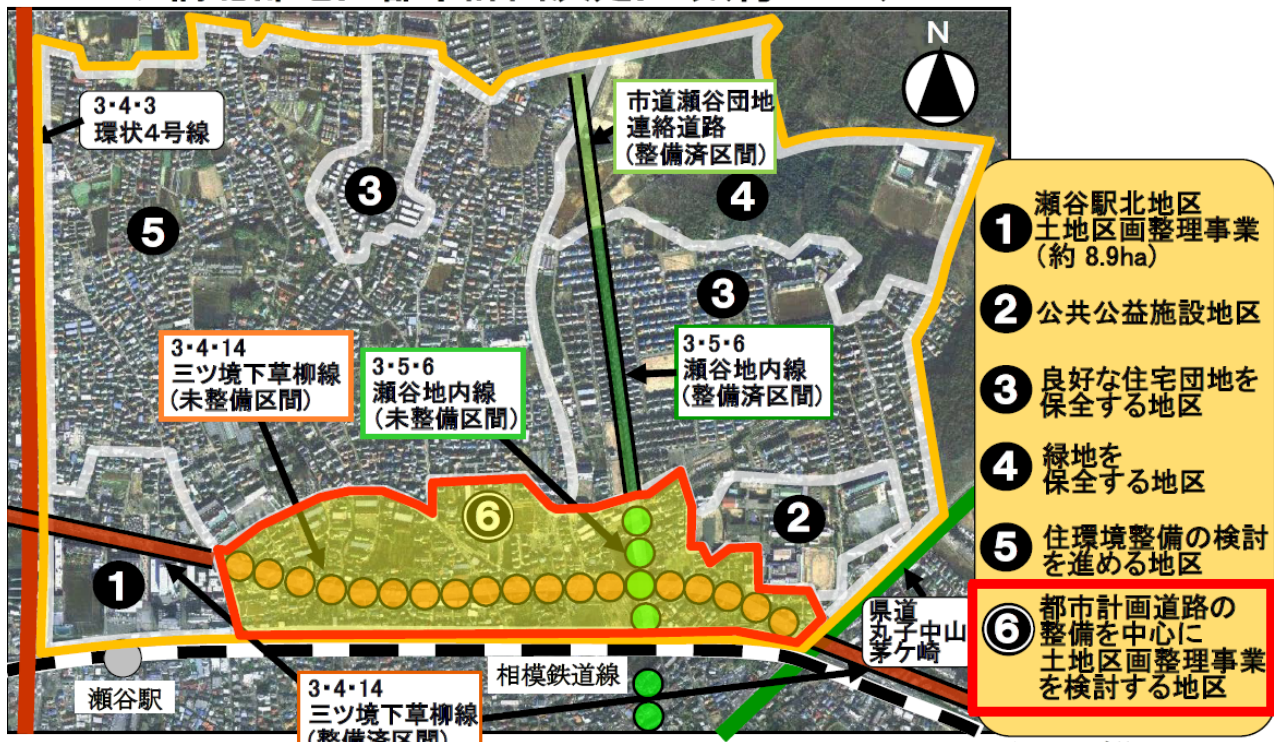 N
3・4・3
環状4号線
市道瀬谷団地
連絡道路
(整備済区間)
3
4
5
3
3・4・14
三ツ境下草柳線
(未整備区間)
3・5・6
瀬谷地内線
(未整備区間)
3・5・6
瀬谷地内線
(整備済区間)
6
2
1
県道
丸子中山
茅ケ崎
瀬谷駅
相模鉄道線
3・4・14
三ツ境下草柳線
(整備済区間)
1
瀬谷駅北地区
土地区画整理事業
(約 8.9ha)
2
公共公益施設地区
3
良好な住宅団地を
保全する地区
4
緑地を
保全する地区
5
住環境整備の検討
を進める地区
6
都市計画道路の
整備を中心に
土地区画整理事業
を検討する地区